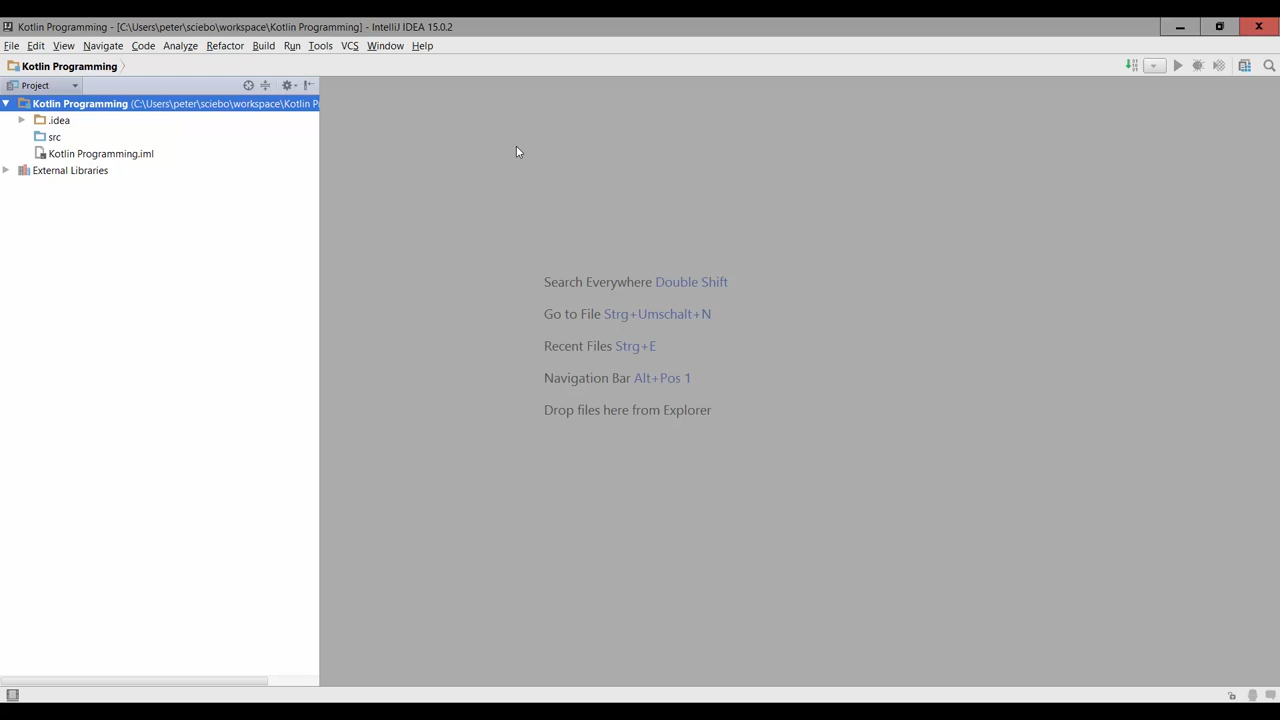 Kotlin Programming - [C:\Users\peter\sciebo\workspace\Kotlin Programming] - IntelliJ IDEA 15.0.2
File Edit View Navigate Code Analyze Refactor Build Run Tools VCS Window Help
Kotlin Programming
Project
Kotlin Programming (C:\Users\peter\sciebo\workspace\Kotlin P
.idea
src
Kotlin Programming.iml
External Libraries
Search Everywhere Double Shift
Go to File Strg+Umschalt+N
Recent Files Strg+E
Navigation Bar Alt+Pos 1
Drop files here from Explorer